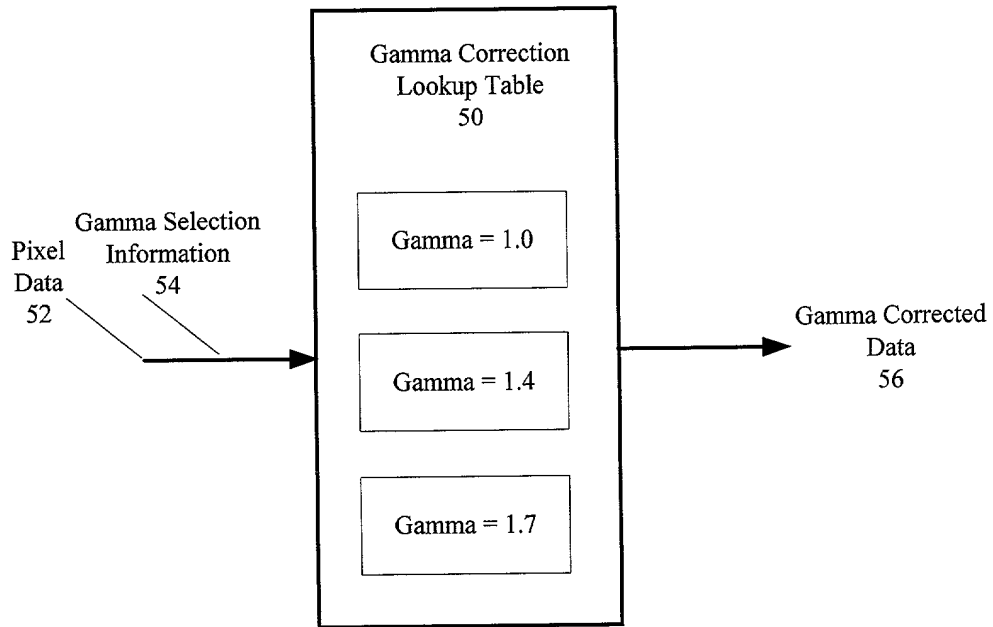 Gamma Correction
Lookup Table
50
Gamma Selection
Information
54
Pixel
Data
52
Gamma = 1.0
Gamma = 1.4
Gamma = 1.7
Gamma Corrected
Data
56